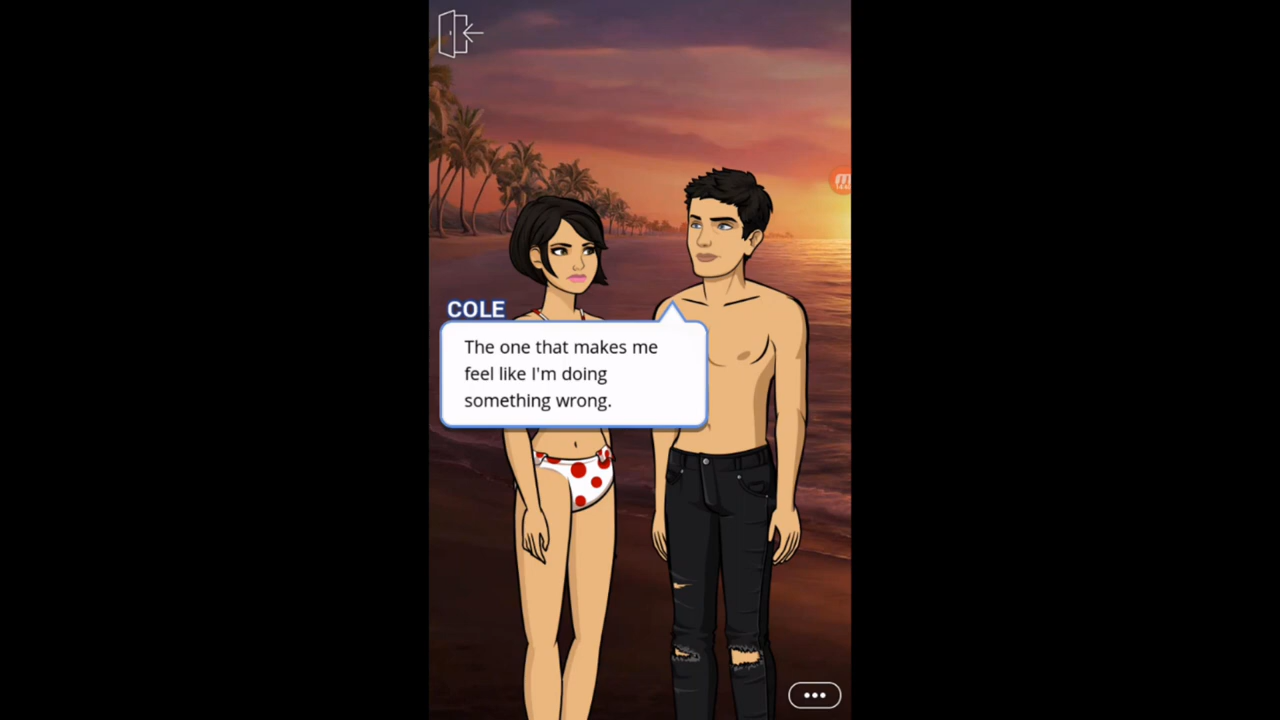 COLE
The one that makes me
feel like I'm doing
something wrong.